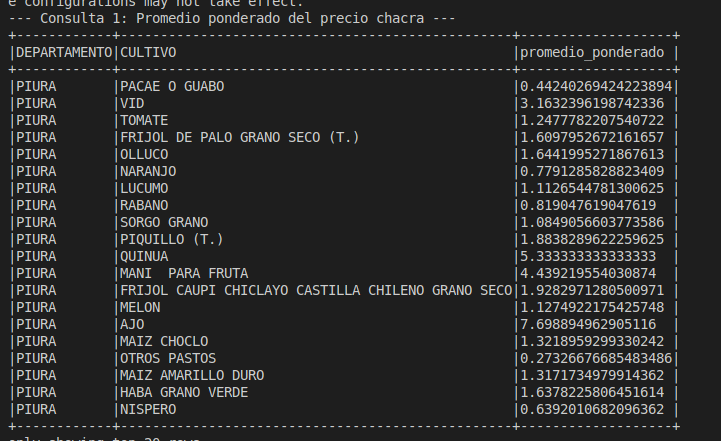 e configurations may not take effect.
--- Consulta 1: Promedio ponderado del precio chacra ---
+------------+-------------------------------------------------+-------------------+
|DEPARTAMENTO|CULTIVO                                          |promedio_ponderado |
+------------+-------------------------------------------------+-------------------+
|PIURA       |PACAE O GUABO                                    |0.44240269424223894|
|PIURA       |VID                                              |3.1632396198742336 |
|PIURA       |TOMATE                                           |1.2477782207540722 |
|PIURA       |FRIJOL DE PALO GRANO SECO (T.)                   |1.6097952672161657 |
|PIURA       |OLLUCO                                           |1.6441995271867613 |
|PIURA       |NARANJO                                          |0.7791285828823409 |
|PIURA       |LUCUMO                                           |1.1126544781300625 |
|PIURA       |RABANO                                           |0.819047619047619  |
|PIURA       |SORGO GRANO                                      |1.0849056603773586 |
|PIURA       |PIQUILLO (T.)                                    |1.8838289622259625 |
|PIURA       |QUINUA                                           |5.333333333333333  |
|PIURA       |MANI  PARA FRUTA                                 |4.439219554030874  |
|PIURA       |FRIJOL CAUPI CHICLAYO CASTILLA CHILENO GRANO SECO|1.9282971280500971 |
|PIURA       |MELON                                            |1.1274922175425748 |
|PIURA       |AJO                                              |7.698894962905116  |
|PIURA       |MAIZ CHOCLO                                      |1.3218959299330242 |
|PIURA       |OTROS PASTOS                                     |0.27326676685483486|
|PIURA       |MAIZ AMARILLO DURO                               |1.3171734979914362 |
|PIURA       |HABA GRANO VERDE                                 |1.6378225806451614 |
|PIURA       |NISPERO                                          |0.6392010682096362 |
+------------+-------------------------------------------------+-------------------+
only showing top 20 rows